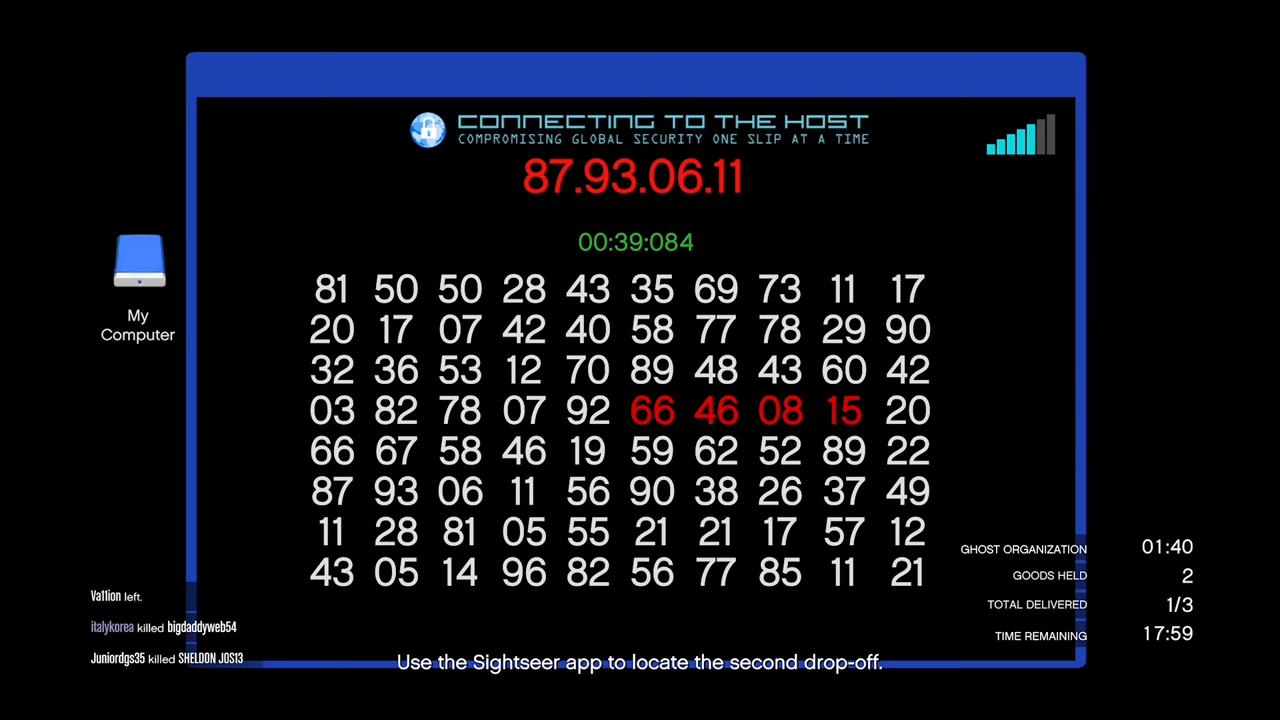 CONNECTING TO THE HOST
COMPROMISING GLOBAL SECURITY ONE SLIP AT A TIME
87.93.06.11
00:39:084
81 50 50 28 43 35 69 73 11 17
20 17 07 42 40 58 77 78 29 90
32 36 53 12 70 89 48 43 60 42
03 82 78 07 92 66 46 08 15 20
66 67 58 46 19 59 62 52 89 22
87 93 06 11 56 90 38 26 37 49
11 28 81 05 55 21 21 17 57 12
43 05 14 96 82 56 77 85 11 21
My
Computer
GHOST ORGANIZATION 01:40
GOODS HELD 2
TOTAL DELIVERED 1/3
TIME REMAINING 17:59
Va11ion left.
italykorea killed bigdaddyweb54
Juniordgs35 killed SHELDON JOS13
Use the Sightseer app to locate the second drop-off.